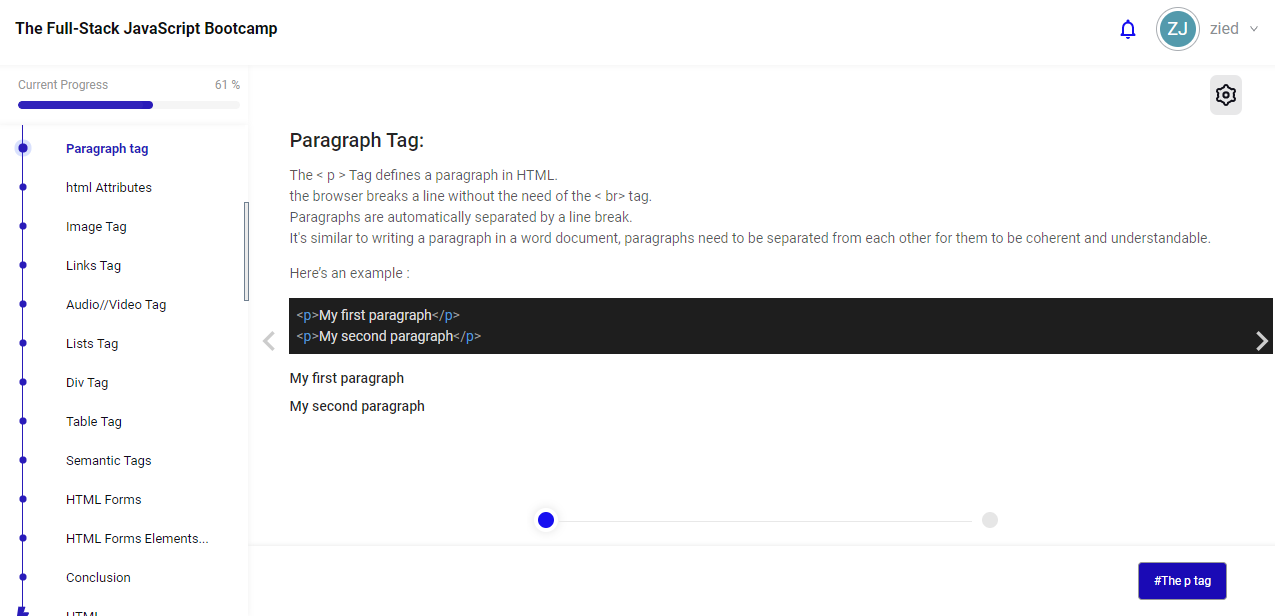 The Full-Stack JavaScript Bootcamp
ZJ zied
Current Progress 61 %
Paragraph tag
html Attributes
Image Tag
Links Tag
Audio//Video Tag
Lists Tag
Div Tag
Table Tag
Semantic Tags
HTML Forms
HTML Forms Elements...
Conclusion
HTML
Paragraph Tag:
The < p > Tag defines a paragraph in HTML.
the browser breaks a line without the need of the < br> tag.
Paragraphs are automatically separated by a line break.
It's similar to writing a paragraph in a word document, paragraphs need to be separated from each other for them to be coherent and understandable.
Here’s an example :
<p>My first paragraph</p>
<p>My second paragraph</p>
My first paragraph
My second paragraph
#The p tag